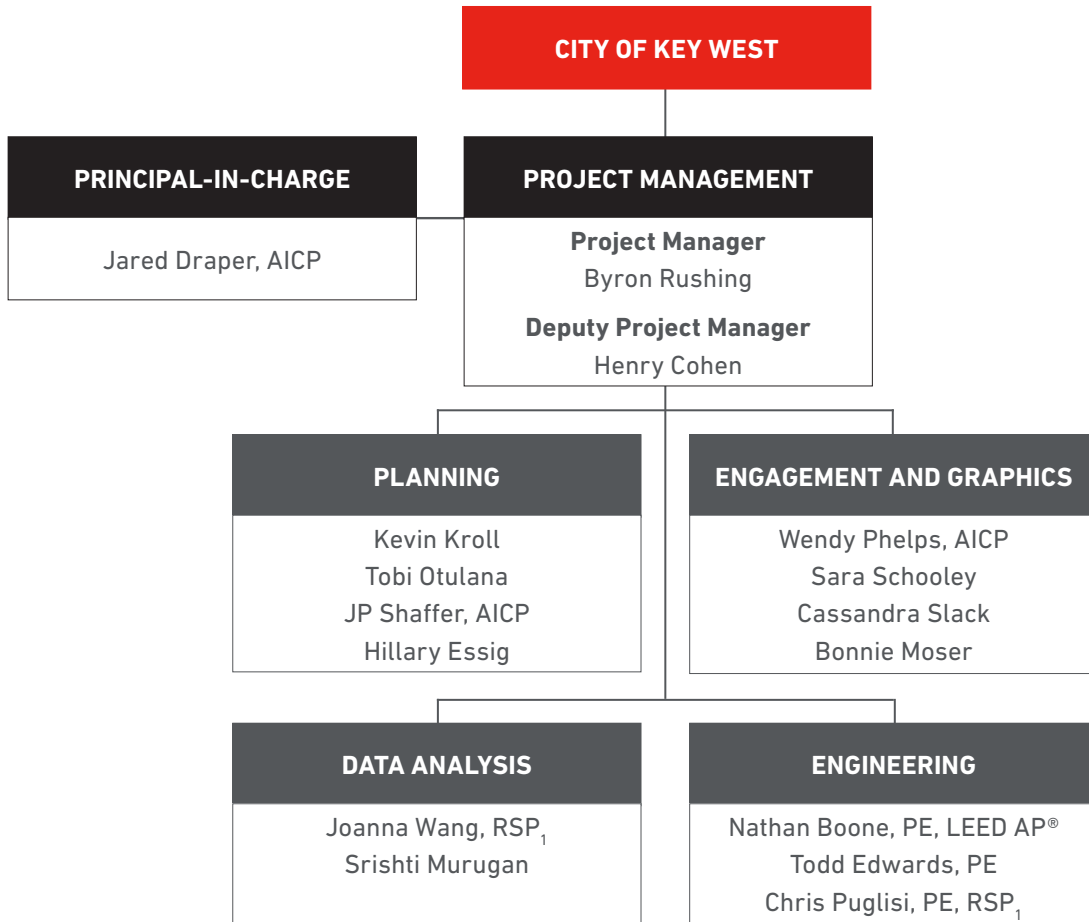 CITY OF KEY WEST
PRINCIPAL-IN-CHARGE
Jared Draper, AICP
PROJECT MANAGEMENT
Project Manager
Byron Rushing
Deputy Project Manager
Henry Cohen
PLANNING
Kevin Kroll
Tobi Otulana
JP Shaffer, AICP
Hillary Essig
ENGAGEMENT AND GRAPHICS
Wendy Phelps, AICP
Sara Schooley
Cassandra Slack
Bonnie Moser
DATA ANALYSIS
Joanna Wang, RSP₁
Srishti Murugan
ENGINEERING
Nathan Boone, PE, LEED AP®
Todd Edwards, PE
Chris Puglisi, PE, RSP₁